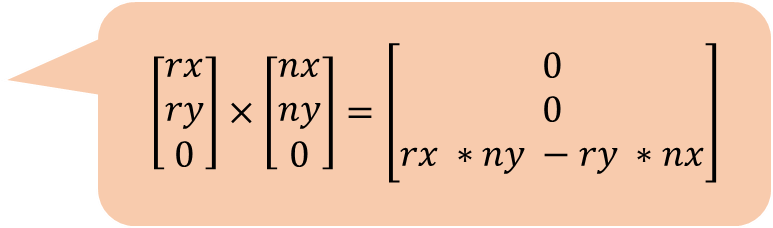 [rx ry 0] × [nx ny 0] = [0 0 rx * ny − ry * nx]